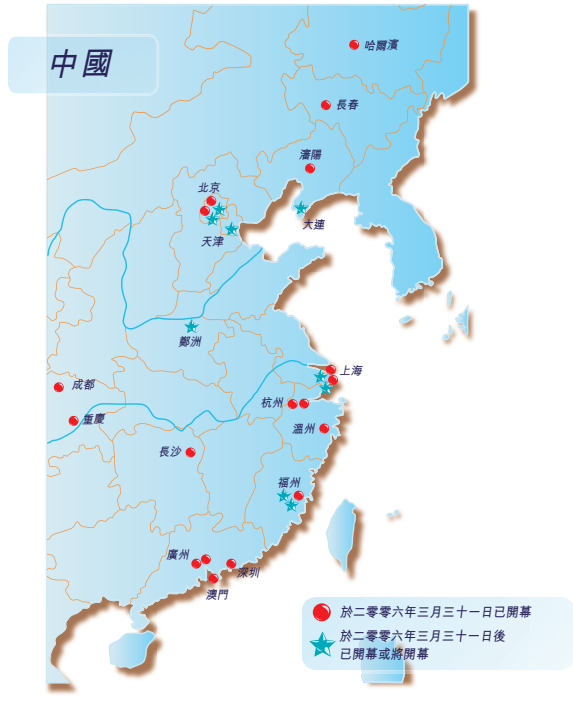 中國
哈爾濱
長春
瀋陽
北京
大連
天津
鄭洲
上海
成都
杭州
重慶
溫州
長沙
福州
廣州
深圳
澳門
於二零零六年三月三十一日已開幕
於二零零六年三月三十一日後
已開幕或將開幕